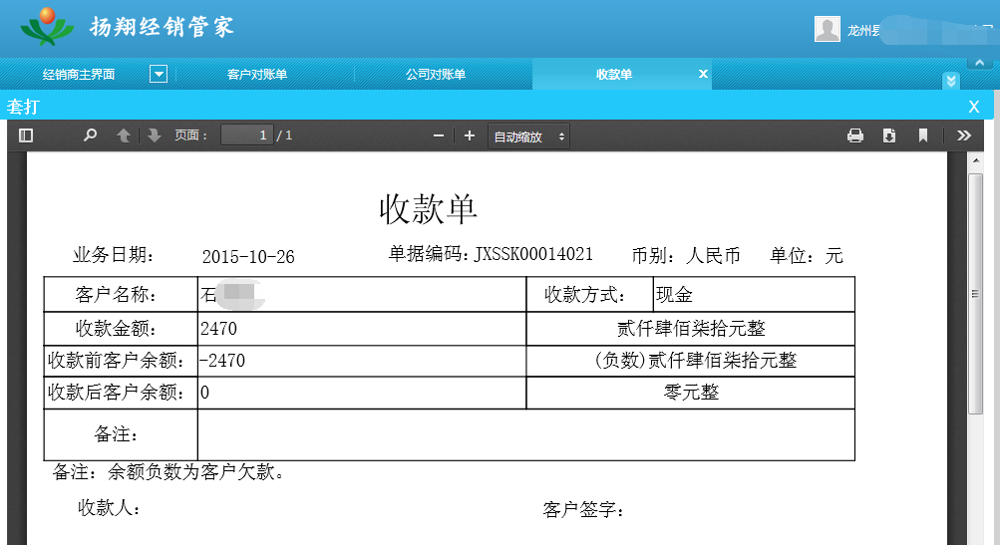 扬翔经销管家
龙州县
经销商主界面 客户对账单 公司对账单 收款单 X
套打 X
页面： 1 / 1 自动缩放
收款单
业务日期： 2015-10-26 单据编码：JXSSK00014021 币别：人民币 单位：元
客户名称： 石 收款方式： 现金
收款金额： 2470 贰仟肆佰柒拾元整
收款前客户余额： -2470 (负数)贰仟肆佰柒拾元整
收款后客户余额： 0 零元整
备注：
备注：余额负数为客户欠款。
收款人： 客户签字：